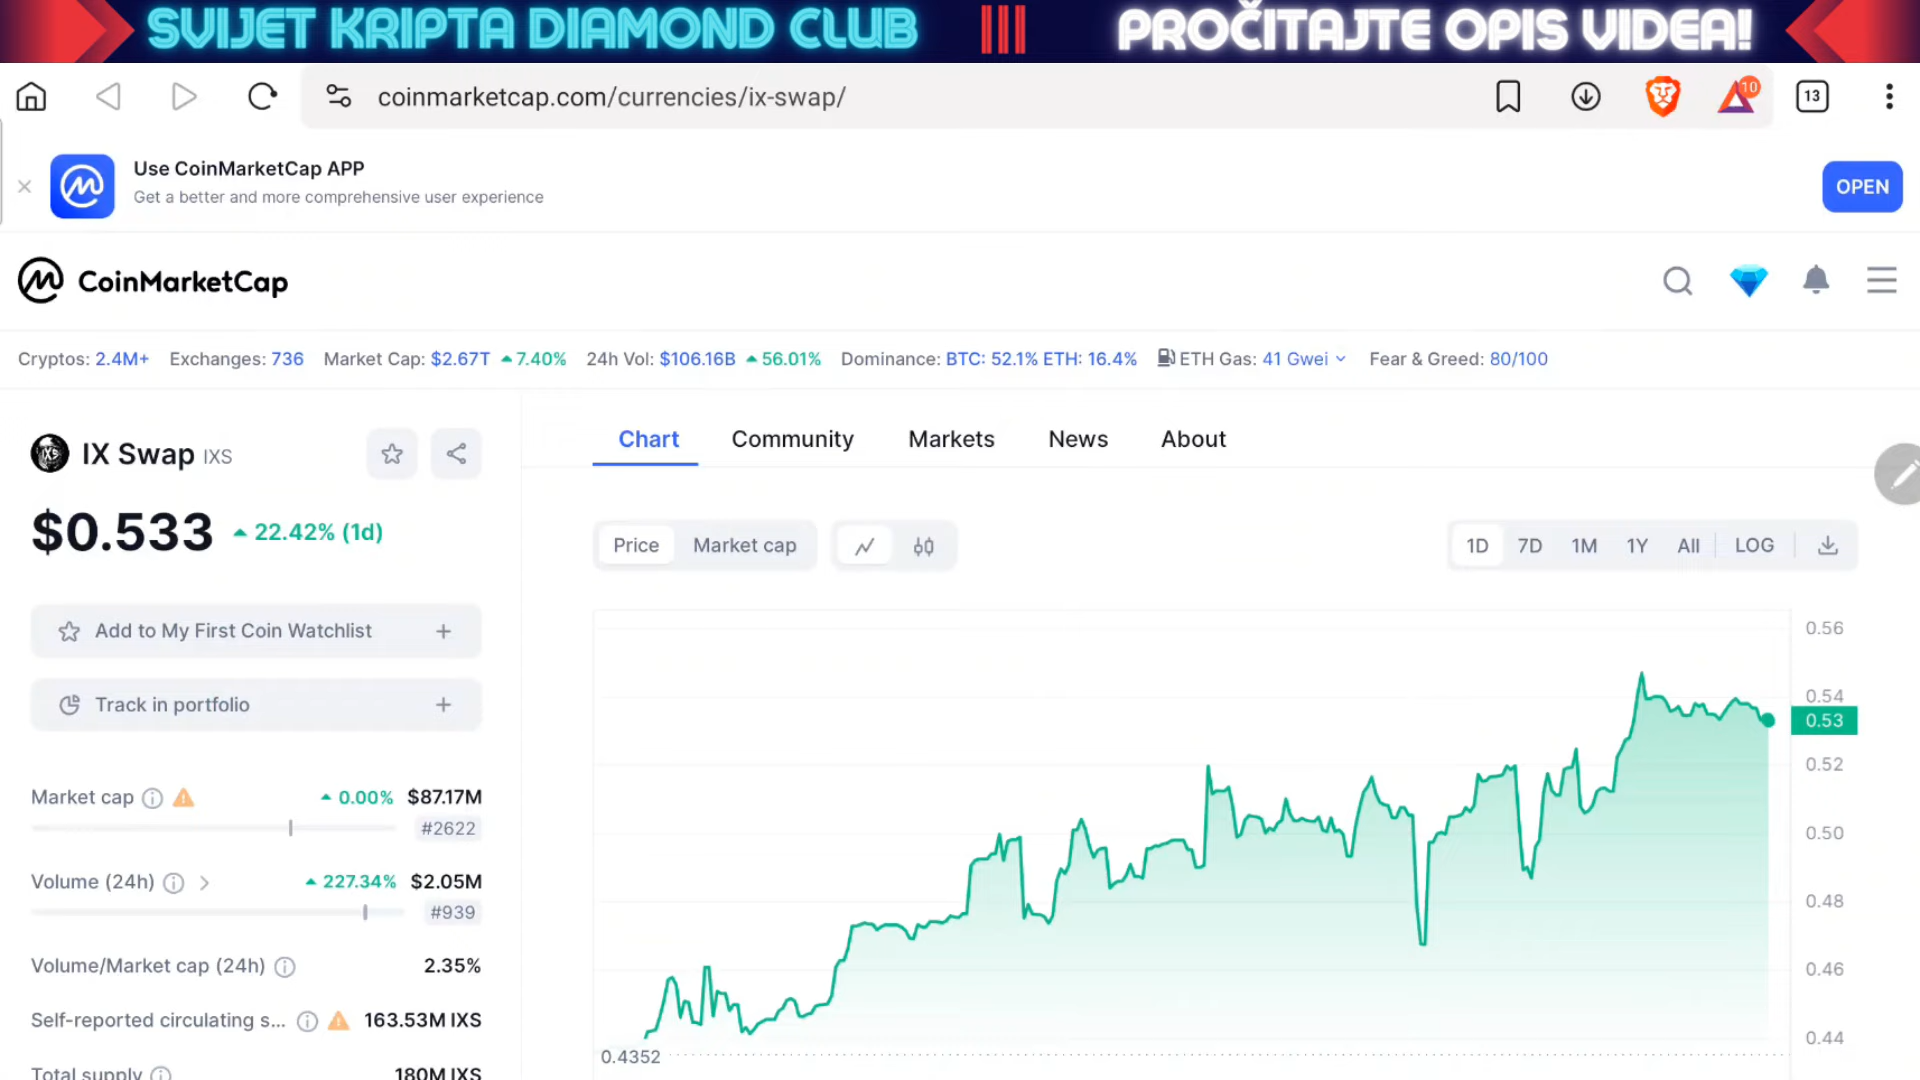 SVIJET KRIPTA DIAMOND CLUB ||| PROČITAJTE OPIS VIDEA!
coinmarketcap.com/currencies/ix-swap/
10
13
Use CoinMarketCap APP
Get a better and more comprehensive user experience
OPEN
CoinMarketCap
Cryptos: 2.4M+ Exchanges: 736 Market Cap: $2.67T 7.40% 24h Vol: $106.16B 56.01% Dominance: BTC: 52.1% ETH: 16.4% ETH Gas: 41 Gwei Fear & Greed: 80/100
IX Swap IXS
$0.533 22.42% (1d)
Add to My First Coin Watchlist +
Track in portfolio +
Market cap 0.00% $87.17M
#2622
Volume (24h) 227.34% $2.05M
#939
Volume/Market cap (24h) 2.35%
Self-reported circulating s... 163.53M IXS
Total supply 180M IXS
Chart Community Markets News About
Price Market cap
1D 7D 1M 1Y All LOG
0.56
0.54
0.53
0.52
0.50
0.48
0.46
0.44
0.4352